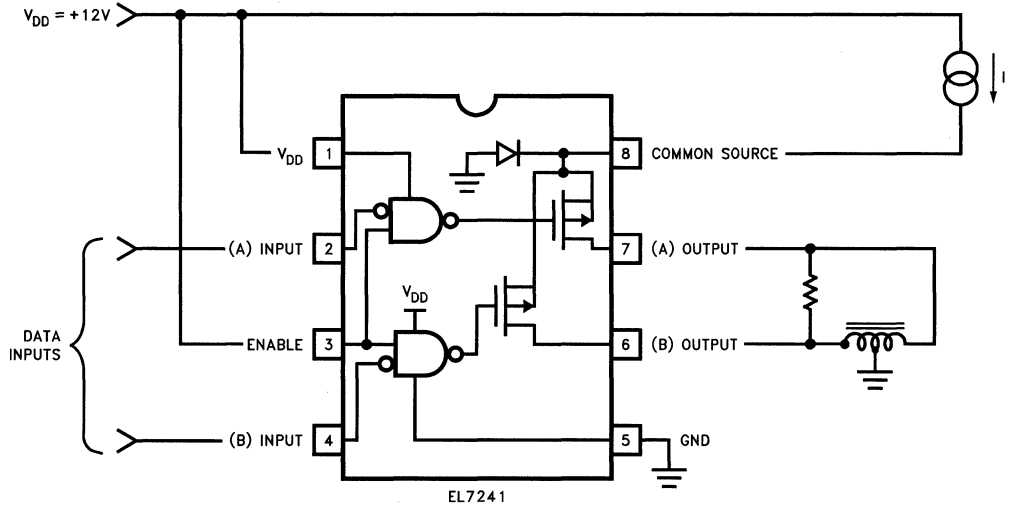 V_DD = +12V
I
V_DD 1
8 COMMON SOURCE
(A) INPUT 2
7 (A) OUTPUT
V_DD
DATA
INPUTS
ENABLE 3
6 (B) OUTPUT
(B) INPUT 4
5 GND
EL7241